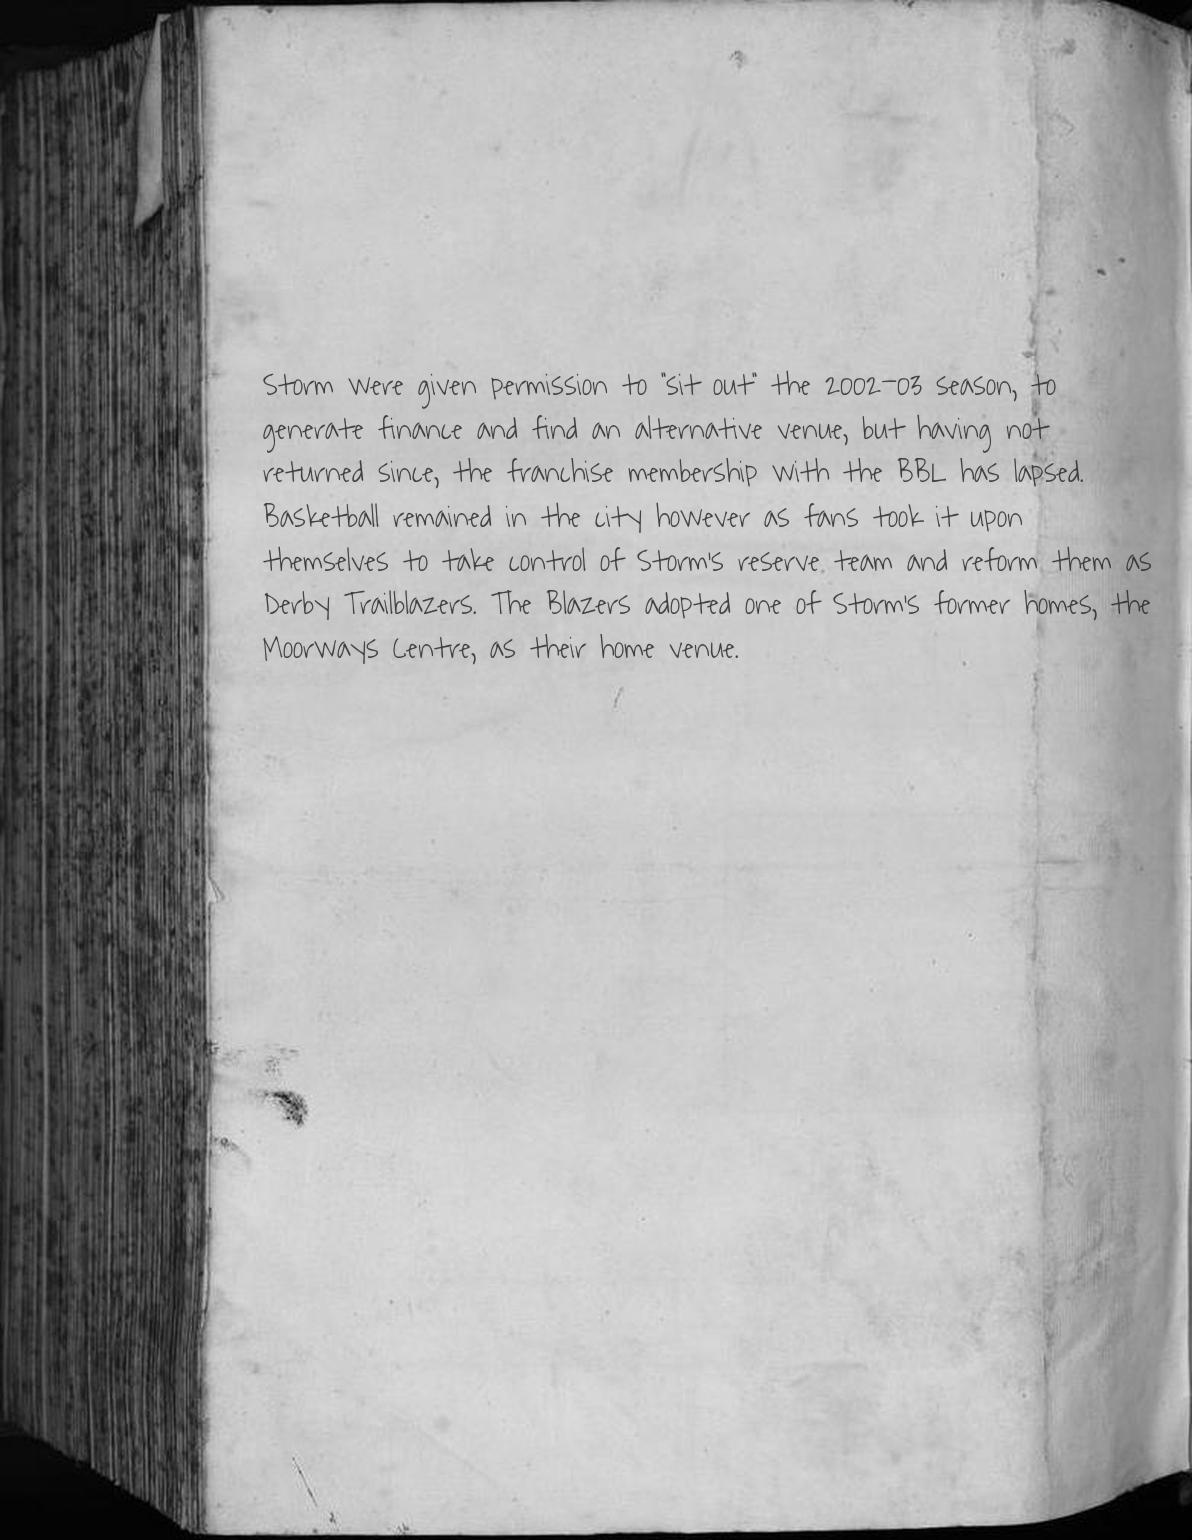 Storm were given permission to "sit out" the 2002-03 season, to
generate finance and find an alternative venue, but having not
returned since, the franchise membership with the BBL has lapsed.
Basketball remained in the city however as fans took it upon
themselves to take control of Storm's reserve team and reform them as
Derby Trailblazers. The Blazers adopted one of Storm's former homes, the
Moorways Centre, as their home venue.